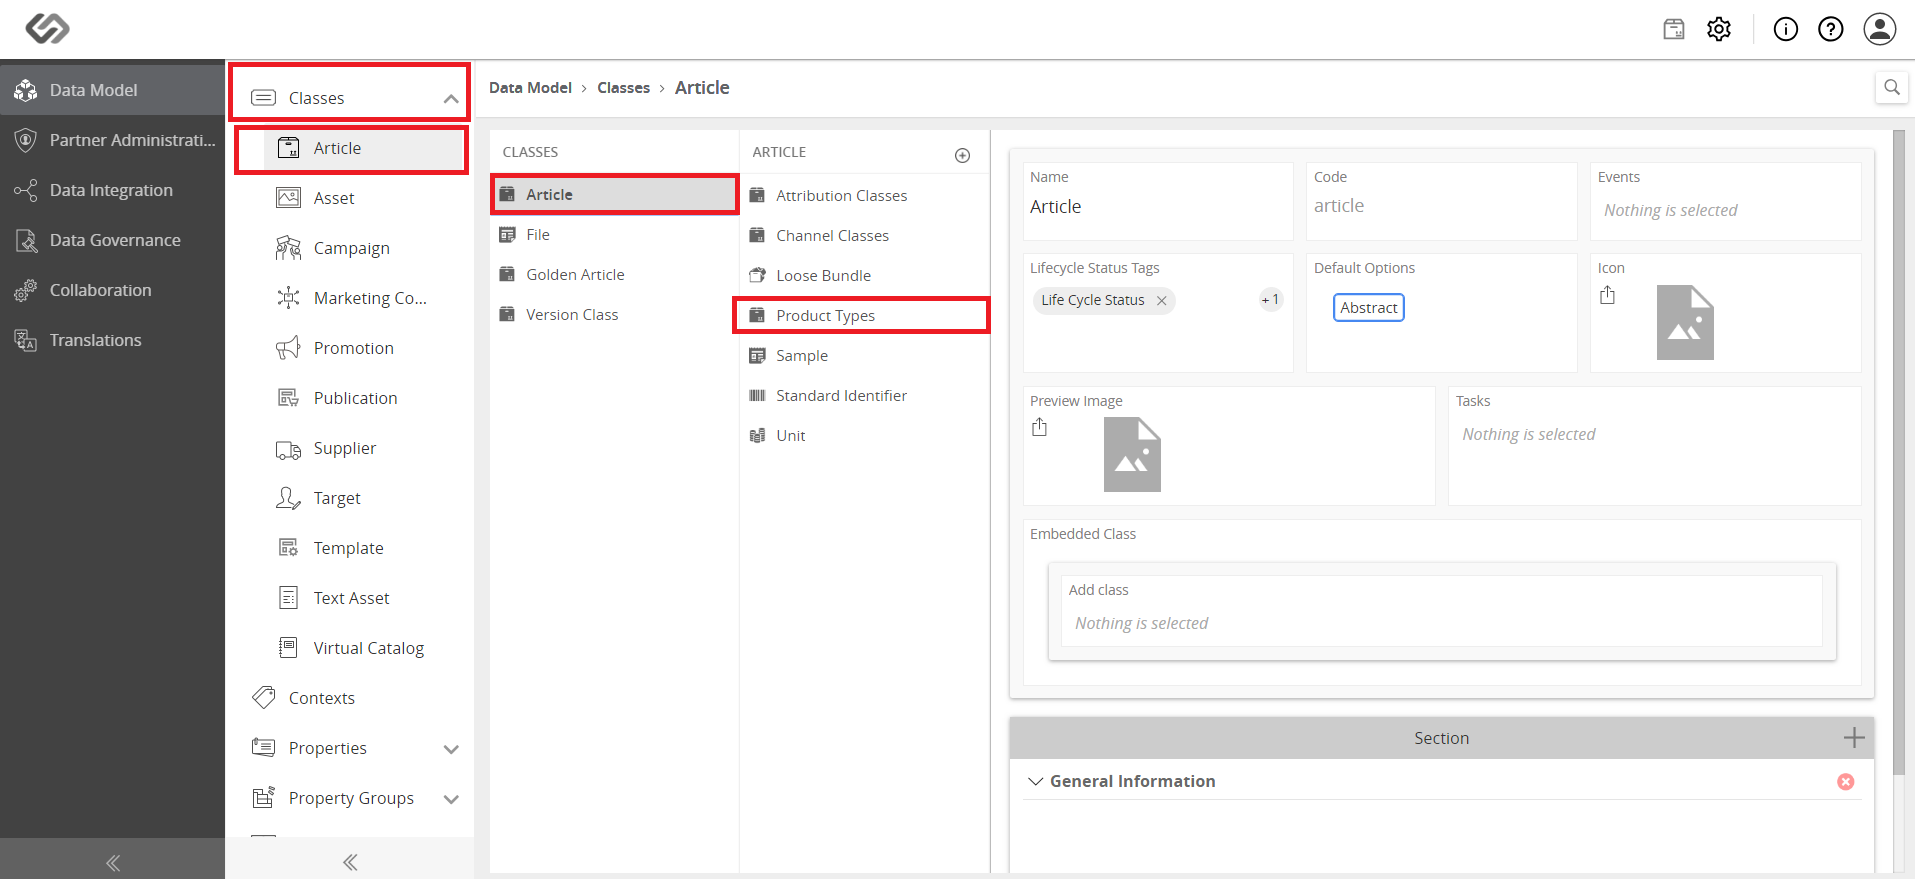 Data Model
Partner Administrati...
Data Integration
Data Governance
Collaboration
Translations
Classes
Article
Asset
Campaign
Marketing Co...
Promotion
Publication
Supplier
Target
Template
Text Asset
Virtual Catalog
Contexts
Properties
Property Groups
Data Model > Classes > Article
CLASSES
Article
File
Golden Article
Version Class
ARTICLE
Attribution Classes
Channel Classes
Loose Bundle
Product Types
Sample
Standard Identifier
Unit
Name
Article
Code
article
Events
Nothing is selected
Lifecycle Status Tags
Life Cycle Status
+1
Default Options
Abstract
Icon
Preview Image
Tasks
Nothing is selected
Embedded Class
Add class
Nothing is selected
Section
General Information